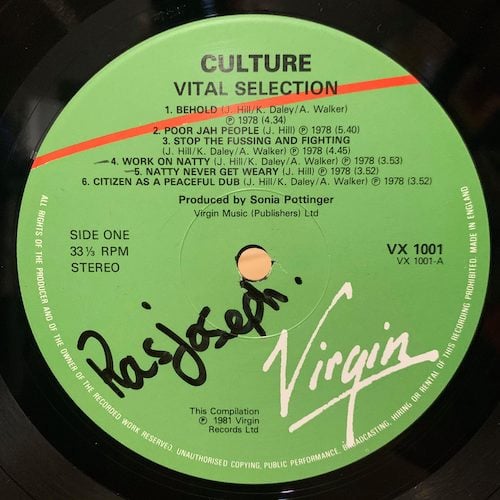 CULTURE
VITAL SELECTION
1. BEHOLD (J. Hill/K. Daley/A. Walker)
℗ 1978 (4.34)
2. POOR JAH PEOPLE (J. Hill) ℗ 1978 (5.40)
3. STOP THE FUSSING AND FIGHTING
(J. Hill/K. Daley/A. Walker) ℗ 1978 (4.45)
4. WORK ON NATTY (J. Hill/K. Daley/A. Walker) ℗ 1978 (3.53)
5. NATTY NEVER GET WEARY (J. Hill) ℗ 1978 (3.52)
6. CITIZEN AS A PEACEFUL DUB (J. Hill/K. Daley/A. Walker) ℗ 1978 (3.52)
Produced by Sonia Pottinger
Virgin Music (Publishers) Ltd
SIDE ONE
33⅓ RPM
STEREO
VX 1001
VX 1001-A
Ras Joseph.
Virgin
This Compilation
℗ 1981 Virgin
Records Ltd
ALL RIGHTS OF THE PRODUCER AND OF THE OWNER OF THE RECORDED WORK RESERVED. UNAUTHORISED COPYING, PUBLIC PERFORMANCE, BROADCASTING, HIRING OR RENTAL OF THIS RECORDING PROHIBITED. MADE IN ENGLAND